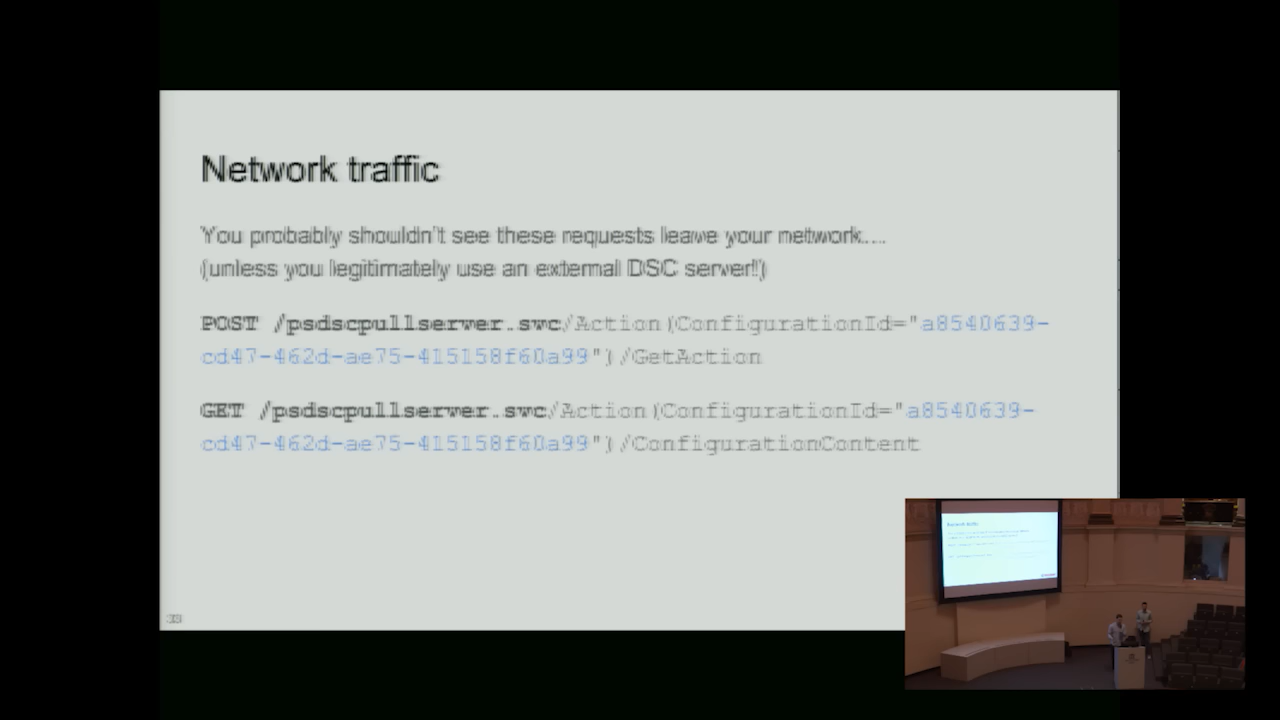 Network traffic
You probably shouldn't see these requests leave your network....
(unless you legitimately use an external DSC server!!)
POST /psdscpullserver.svc/Action(ConfigurationId="a8540639-
cd47-462d-ae75-415158f60a99")/GetAction
GET /psdscpullserver.svc/Action(ConfigurationId="a8540639-
cd47-462d-ae75-415158f60a99")/ConfigurationContent
Network traffic